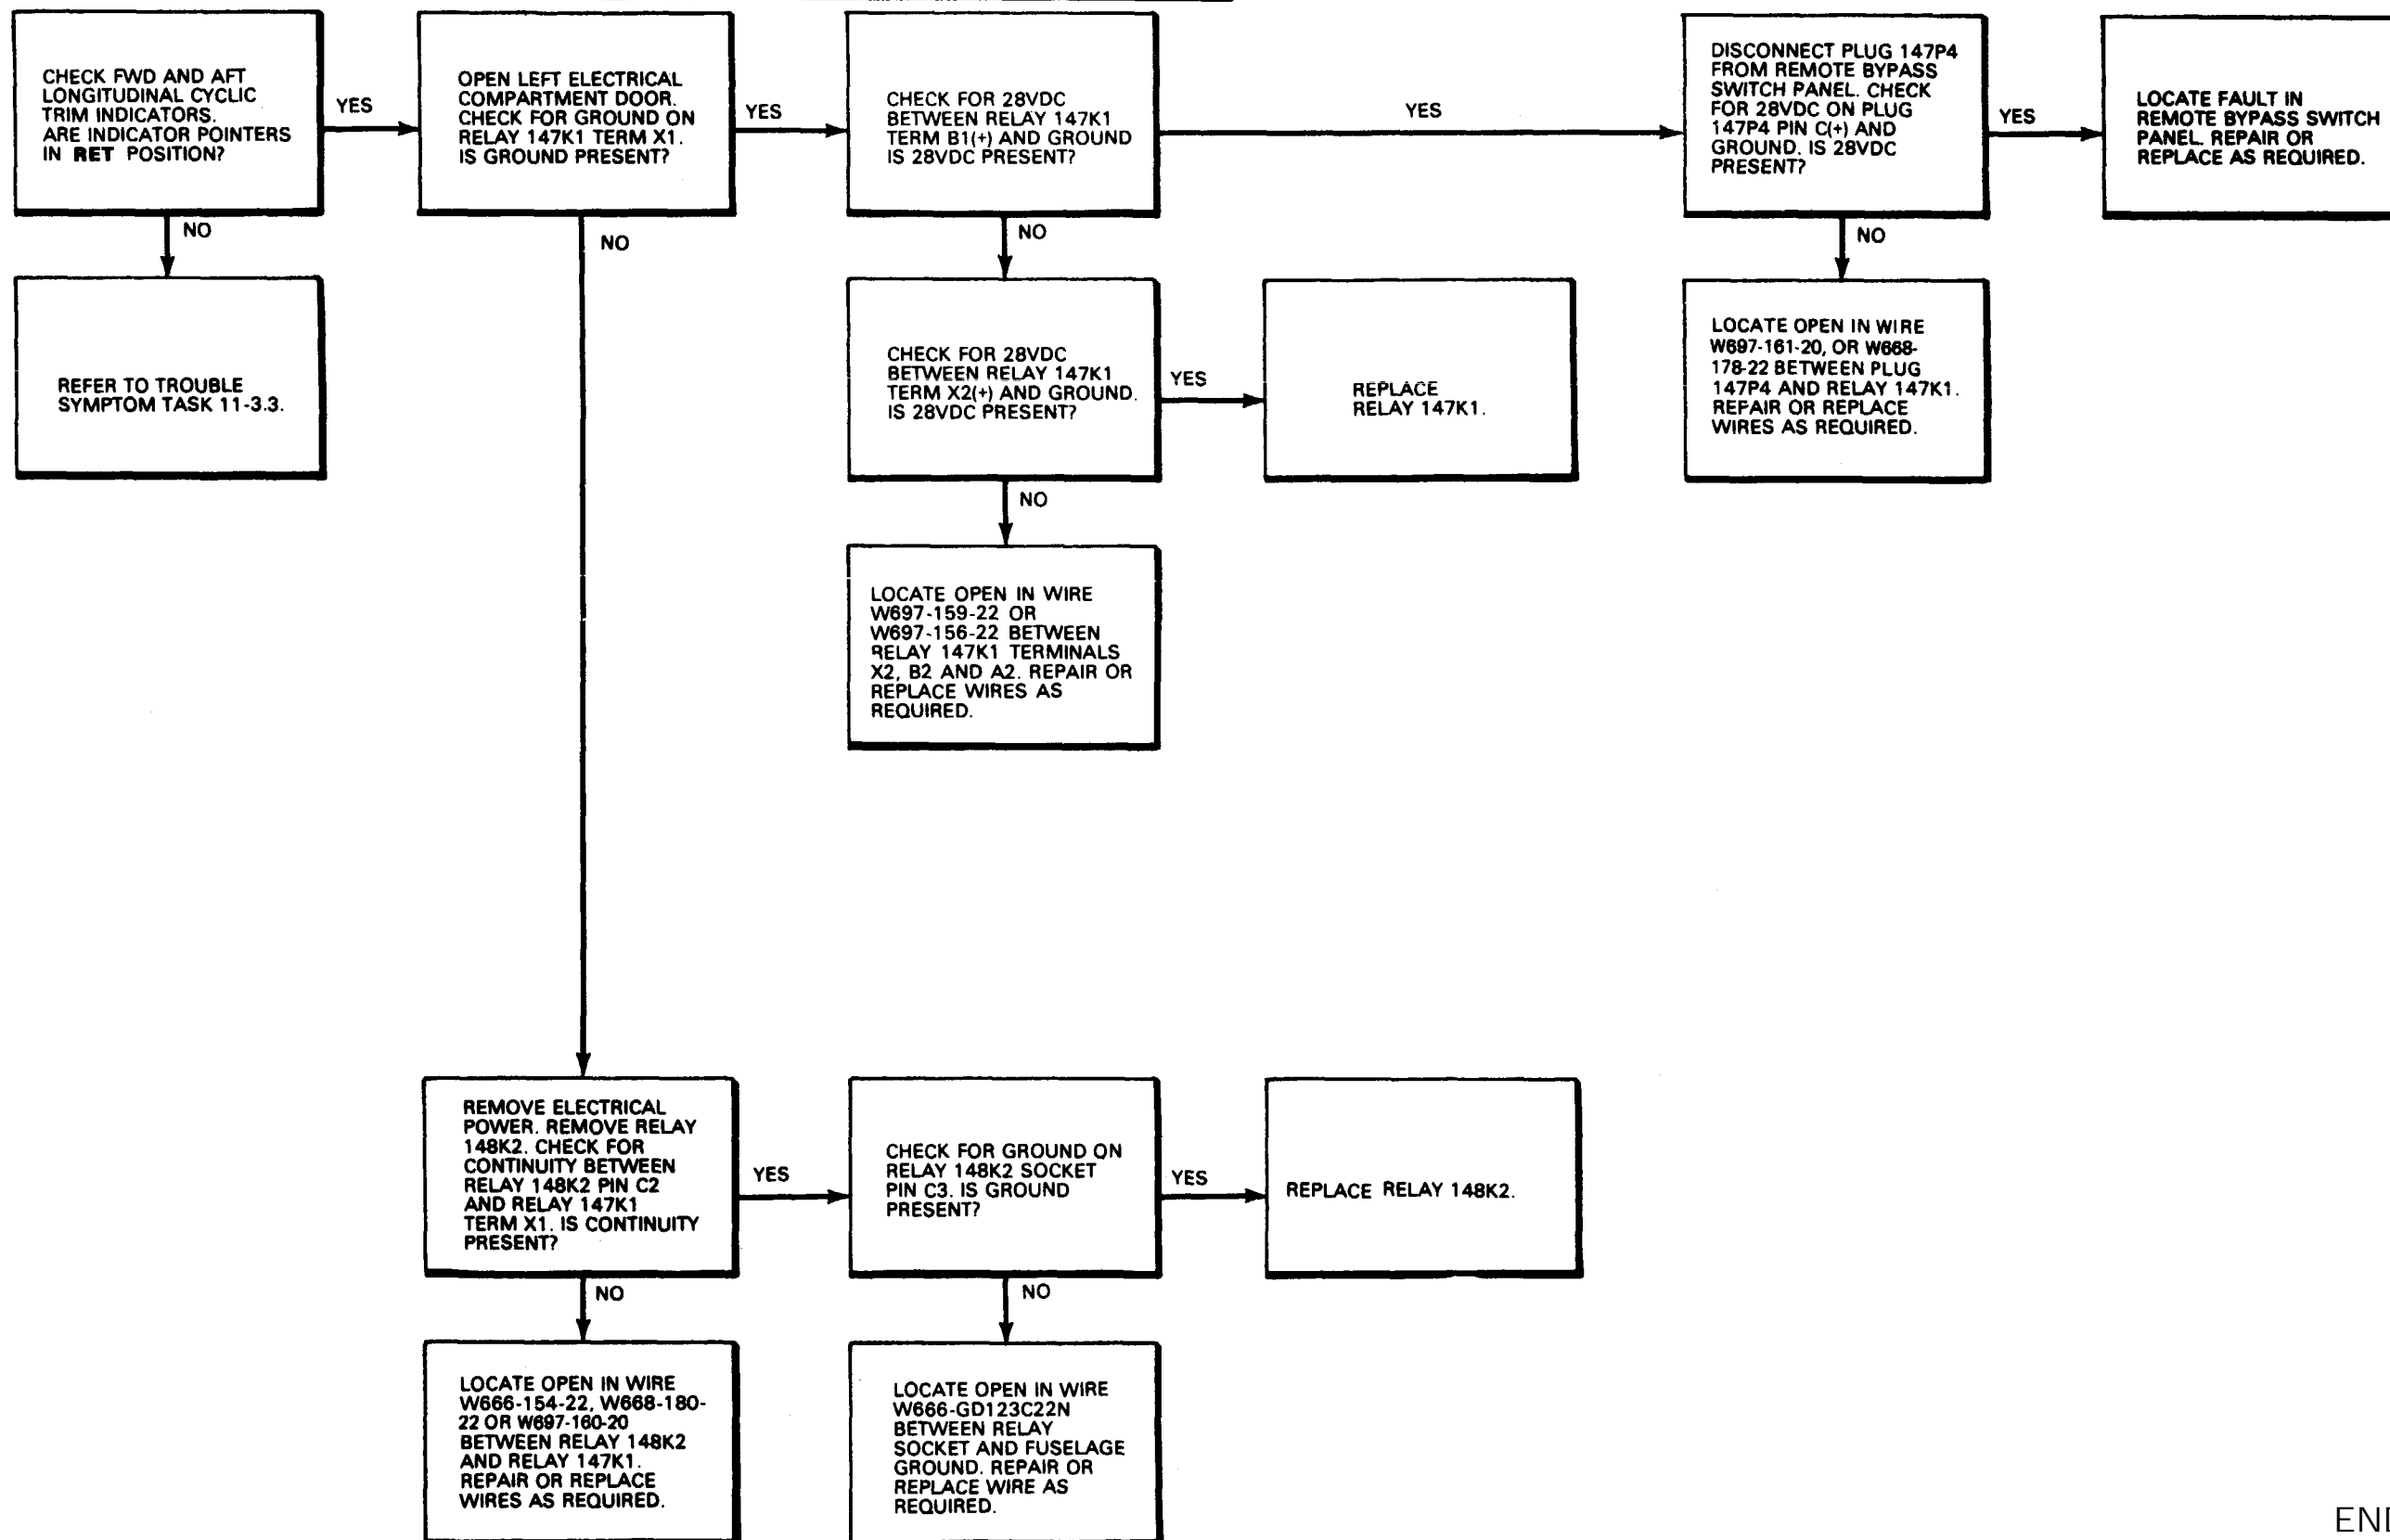 CHECK FWD AND AFT
LONGITUDINAL CYCLIC
TRIM INDICATORS.
ARE INDICATOR POINTERS
IN RET POSITION?
YES
OPEN LEFT ELECTRICAL
COMPARTMENT DOOR.
CHECK FOR GROUND ON
RELAY 147K1 TERM X1.
IS GROUND PRESENT?
YES
CHECK FOR 28VDC
BETWEEN RELAY 147K1
TERM B1(+) AND GROUND
IS 28VDC PRESENT?
YES
DISCONNECT PLUG 147P4
FROM REMOTE BYPASS
SWITCH PANEL. CHECK
FOR 28VDC ON PLUG
147P4 PIN C(+) AND
GROUND. IS 28VDC
PRESENT?
YES
LOCATE FAULT IN
REMOTE BYPASS SWITCH
PANEL. REPAIR OR
REPLACE AS REQUIRED.
NO
NO
NO
NO
REFER TO TROUBLE
SYMPTOM TASK 11-3.3.
CHECK FOR 28VDC
BETWEEN RELAY 147K1
TERM X2(+) AND GROUND.
IS 28VDC PRESENT?
YES
REPLACE
RELAY 147K1.
LOCATE OPEN IN WIRE
W697-161-20, OR W668-
178-22 BETWEEN PLUG
147P4 AND RELAY 147K1.
REPAIR OR REPLACE
WIRES AS REQUIRED.
NO
LOCATE OPEN IN WIRE
W697-159-22 OR
W697-156-22 BETWEEN
RELAY 147K1 TERMINALS
X2, B2 AND A2. REPAIR OR
REPLACE WIRES AS
REQUIRED.
REMOVE ELECTRICAL
POWER. REMOVE RELAY
148K2. CHECK FOR
CONTINUITY BETWEEN
RELAY 148K2 PIN C2
AND RELAY 147K1
TERM X1. IS CONTINUITY
PRESENT?
YES
CHECK FOR GROUND ON
RELAY 148K2 SOCKET
PIN C3. IS GROUND
PRESENT?
YES
REPLACE RELAY 148K2.
NO
NO
LOCATE OPEN IN WIRE
W666-154-22, W668-180-
22 OR W697-160-20
BETWEEN RELAY 148K2
AND RELAY 147K1.
REPAIR OR REPLACE
WIRES AS REQUIRED.
LOCATE OPEN IN WIRE
W666-GD123C22N
BETWEEN RELAY
SOCKET AND FUSELAGE
GROUND. REPAIR OR
REPLACE WIRE AS
REQUIRED.
END